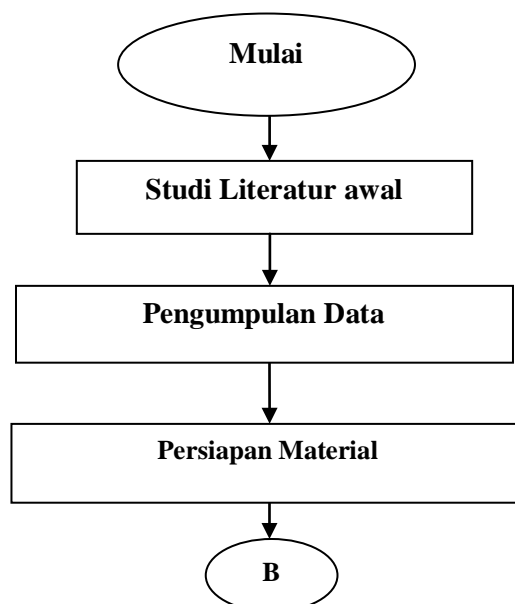 Mulai
Studi Literatur awal
Pengumpulan Data
Persiapan Material
B